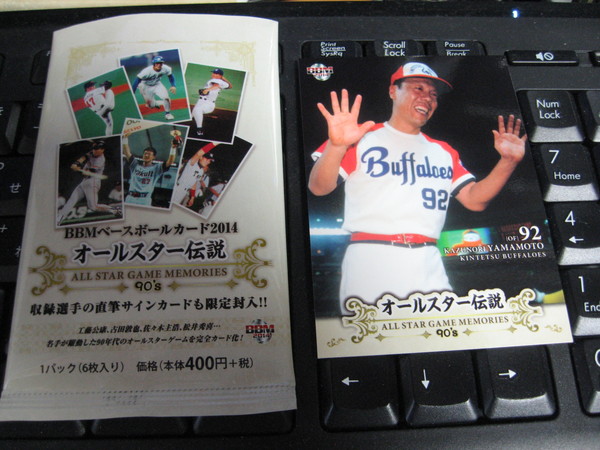 BBMベースボールカード2014
オールスター伝説
ALL STAR GAME MEMORIES
90's
収録選手の直筆サインカードも限定封入!!
工藤公康、古田敦也、佐々木主浩、松井秀喜…
名手が躍動した90年代のオールスターゲームを完全カード化!
BBM
2014
1パック(6枚入り) 価格(本体400円+税)
BBM
Buffaloes
92
OF 92
KAZUNORI YAMAMOTO
KINTETSU BUFFALOES
オールスター伝説
ALL STAR GAME MEMORIES
90's
Print
Screen
SysRq
Scroll
Lock
Pause
Break
Num
Lock
7
Home
4
1
End
0
せ
←
↓
→